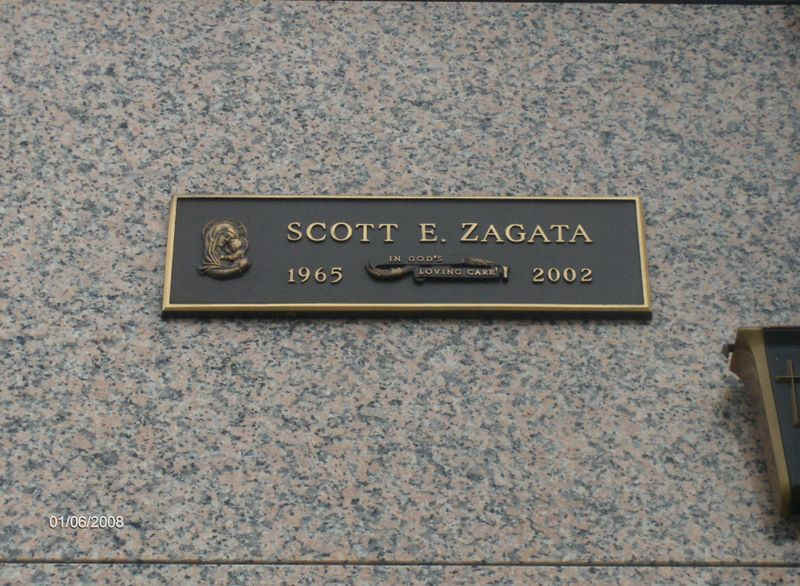 SCOTT E. ZAGATA
IN GOD'S
1965 LOVING CARE 2002
01/06/2008